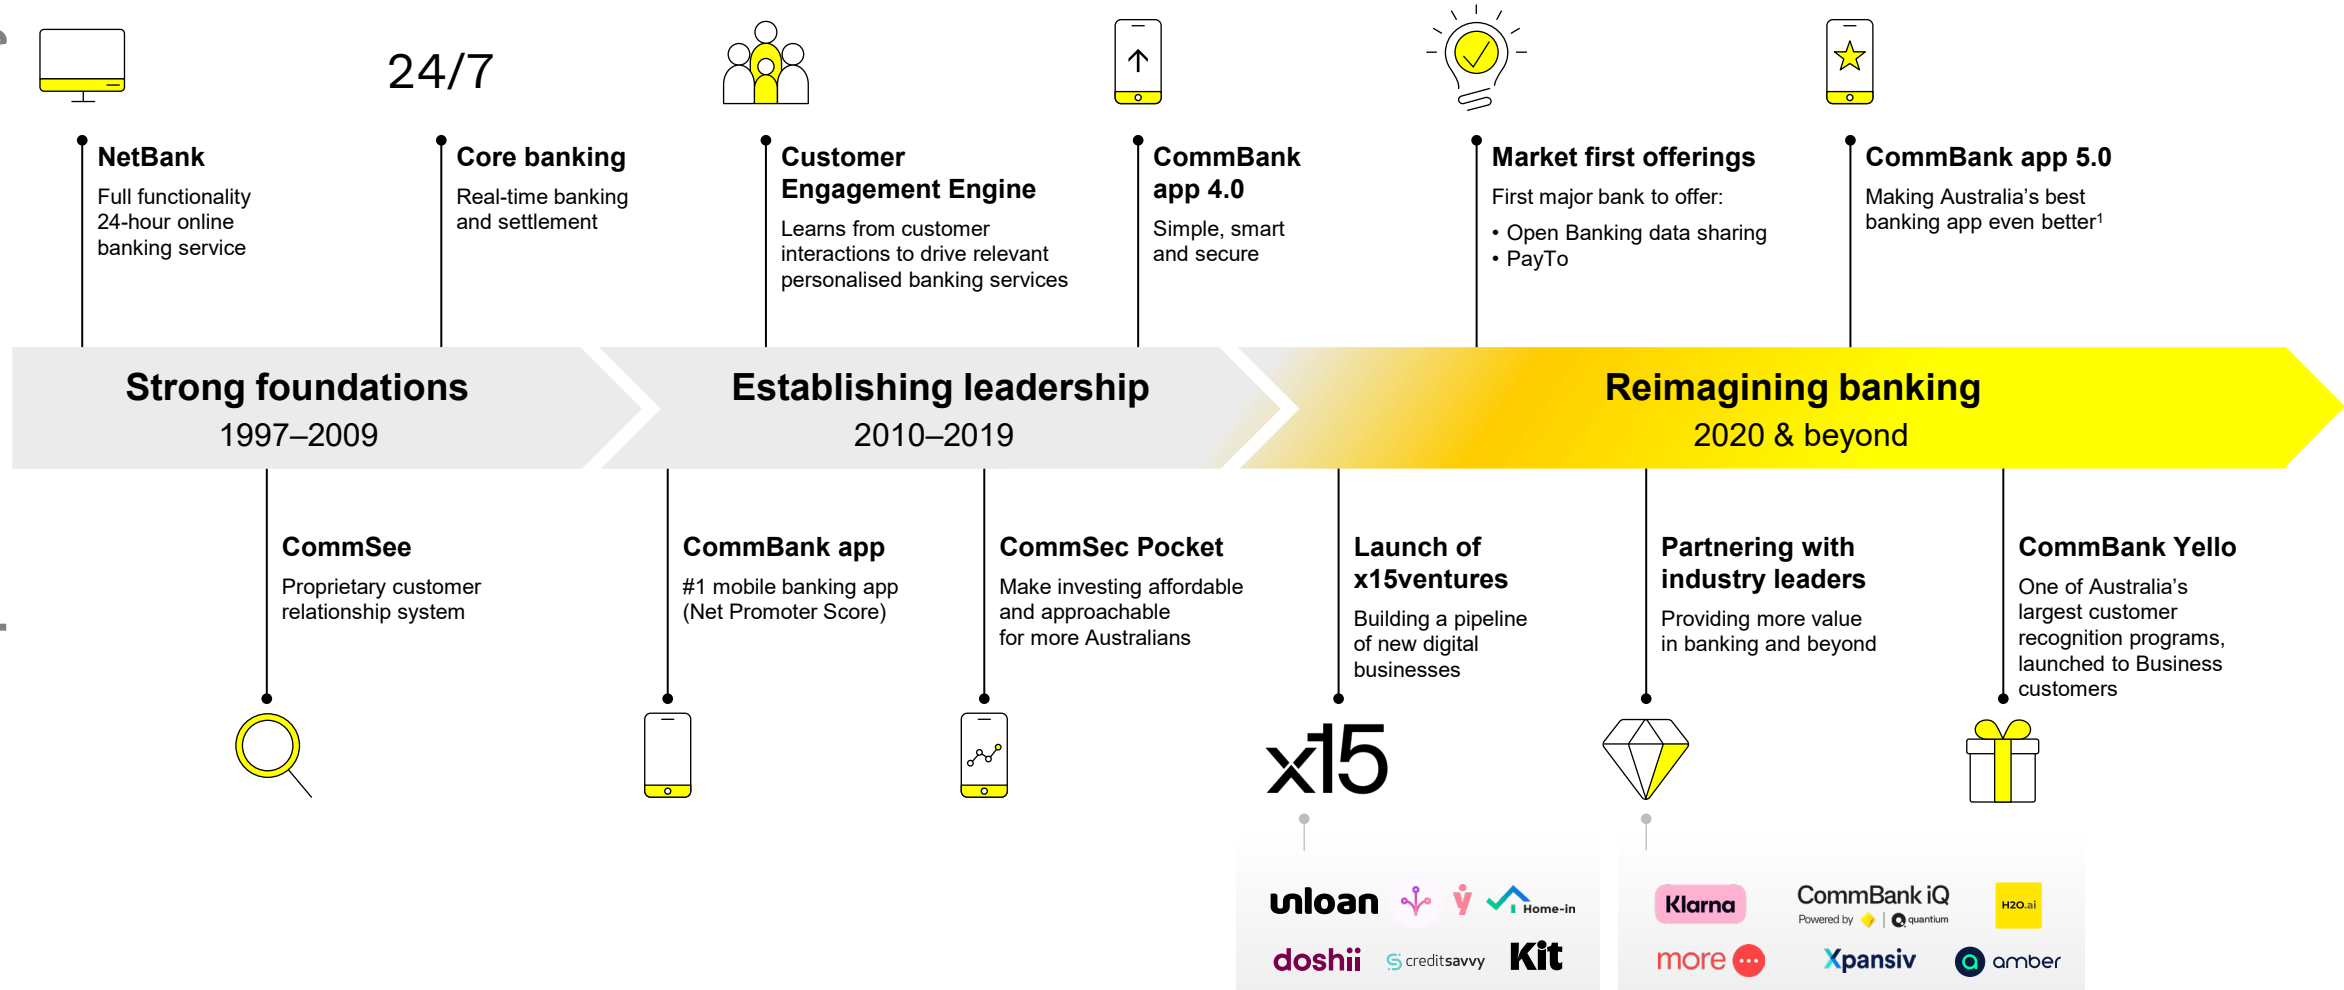 24/7
NetBank
Full functionality
24-hour online
banking service
Core banking
Real-time banking
and settlement
Customer
Engagement Engine
Learns from customer
interactions to drive relevant
personalised banking services
CommBank
app 4.0
Simple, smart
and secure
Market first offerings
First major bank to offer:
• Open Banking data sharing
• PayTo
CommBank app 5.0
Making Australia’s best
banking app even better¹
Strong foundations
1997–2009
Establishing leadership
2010–2019
Reimagining banking
2020 & beyond
CommSee
Proprietary customer
relationship system
CommBank app
#1 mobile banking app
(Net Promoter Score)
CommSec Pocket
Make investing affordable
and approachable
for more Australians
Launch of
x15ventures
Building a pipeline
of new digital
businesses
Partnering with
industry leaders
Providing more value
in banking and beyond
CommBank Yello
One of Australia’s
largest customer
recognition programs,
launched to Business
customers
x15
unloan
Home-in
doshii
creditsavvy
Kit
Klarna
CommBank iQ
Powered by
quantium
H2O.ai
more
Xpansiv
amber